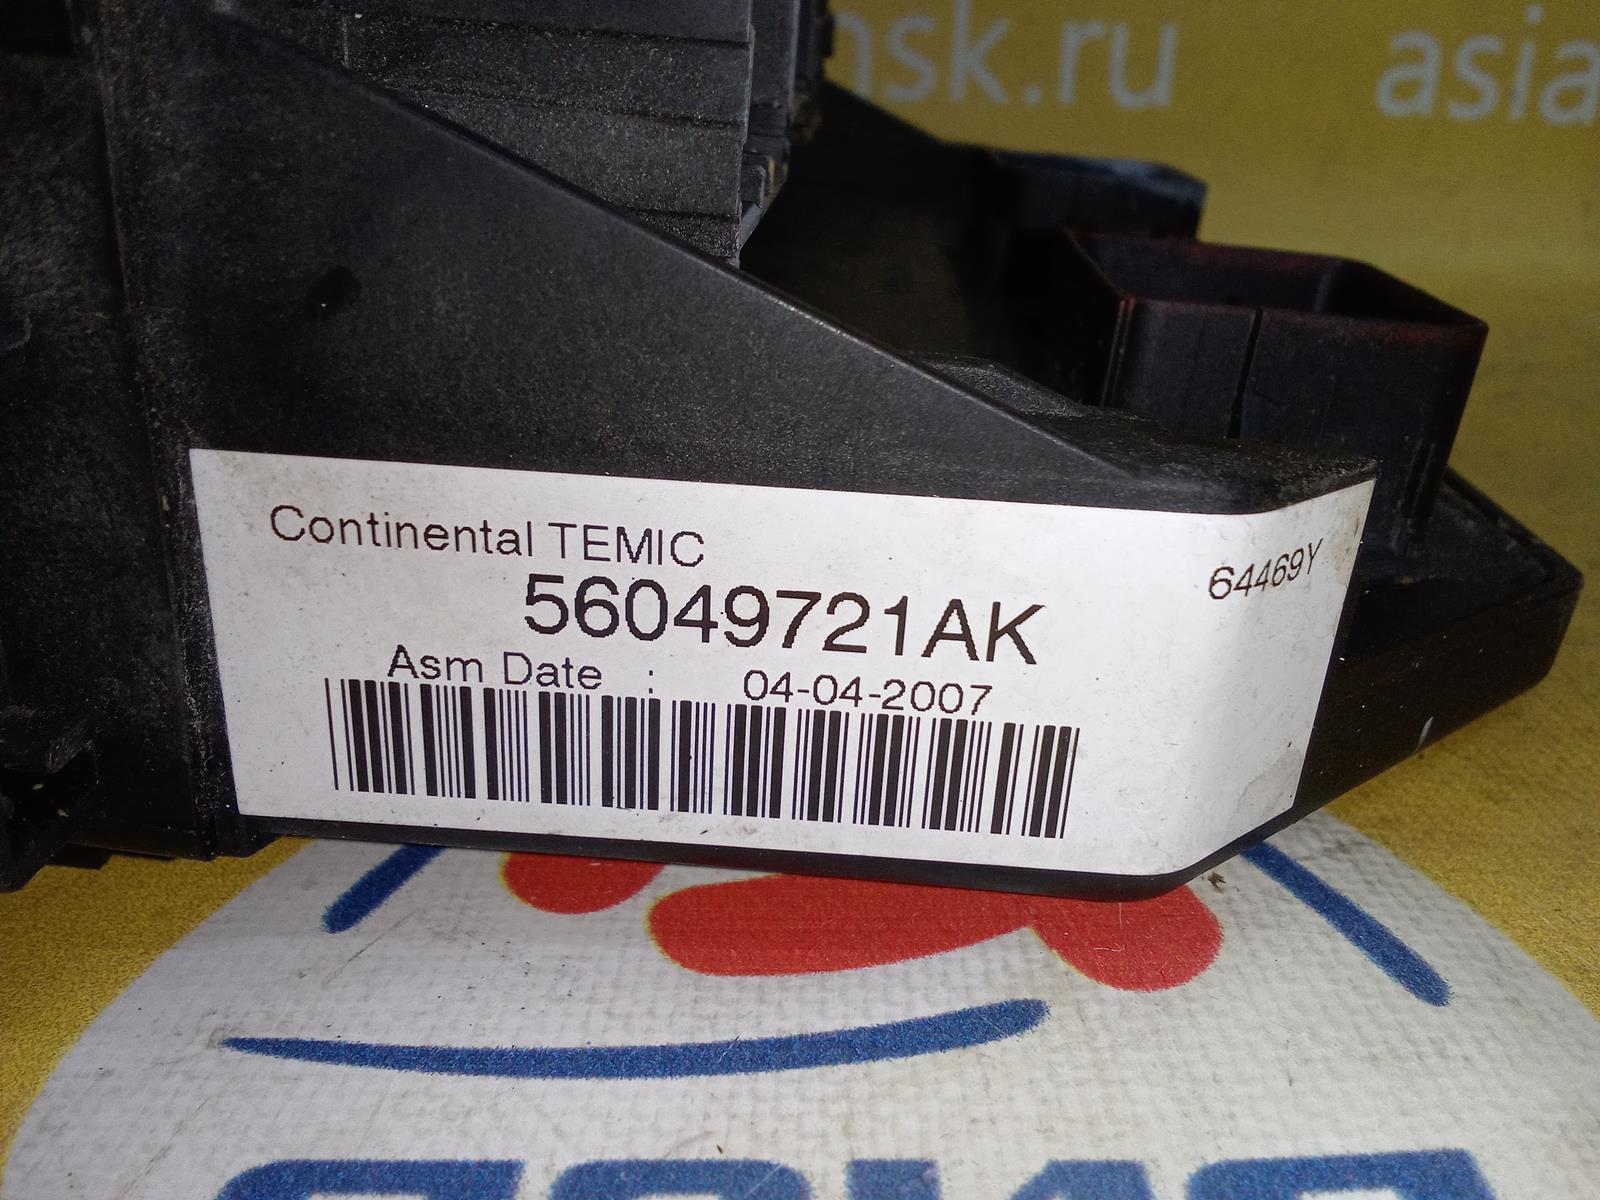 nsk.ru asia
Continental TEMIC
64469Y
56049721AK
Asm Date : 04-04-2007